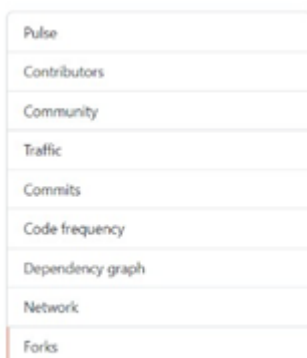 Pulse
Contributors
Community
Traffic
Commits
Code frequency
Dependency graph
Network
Forks